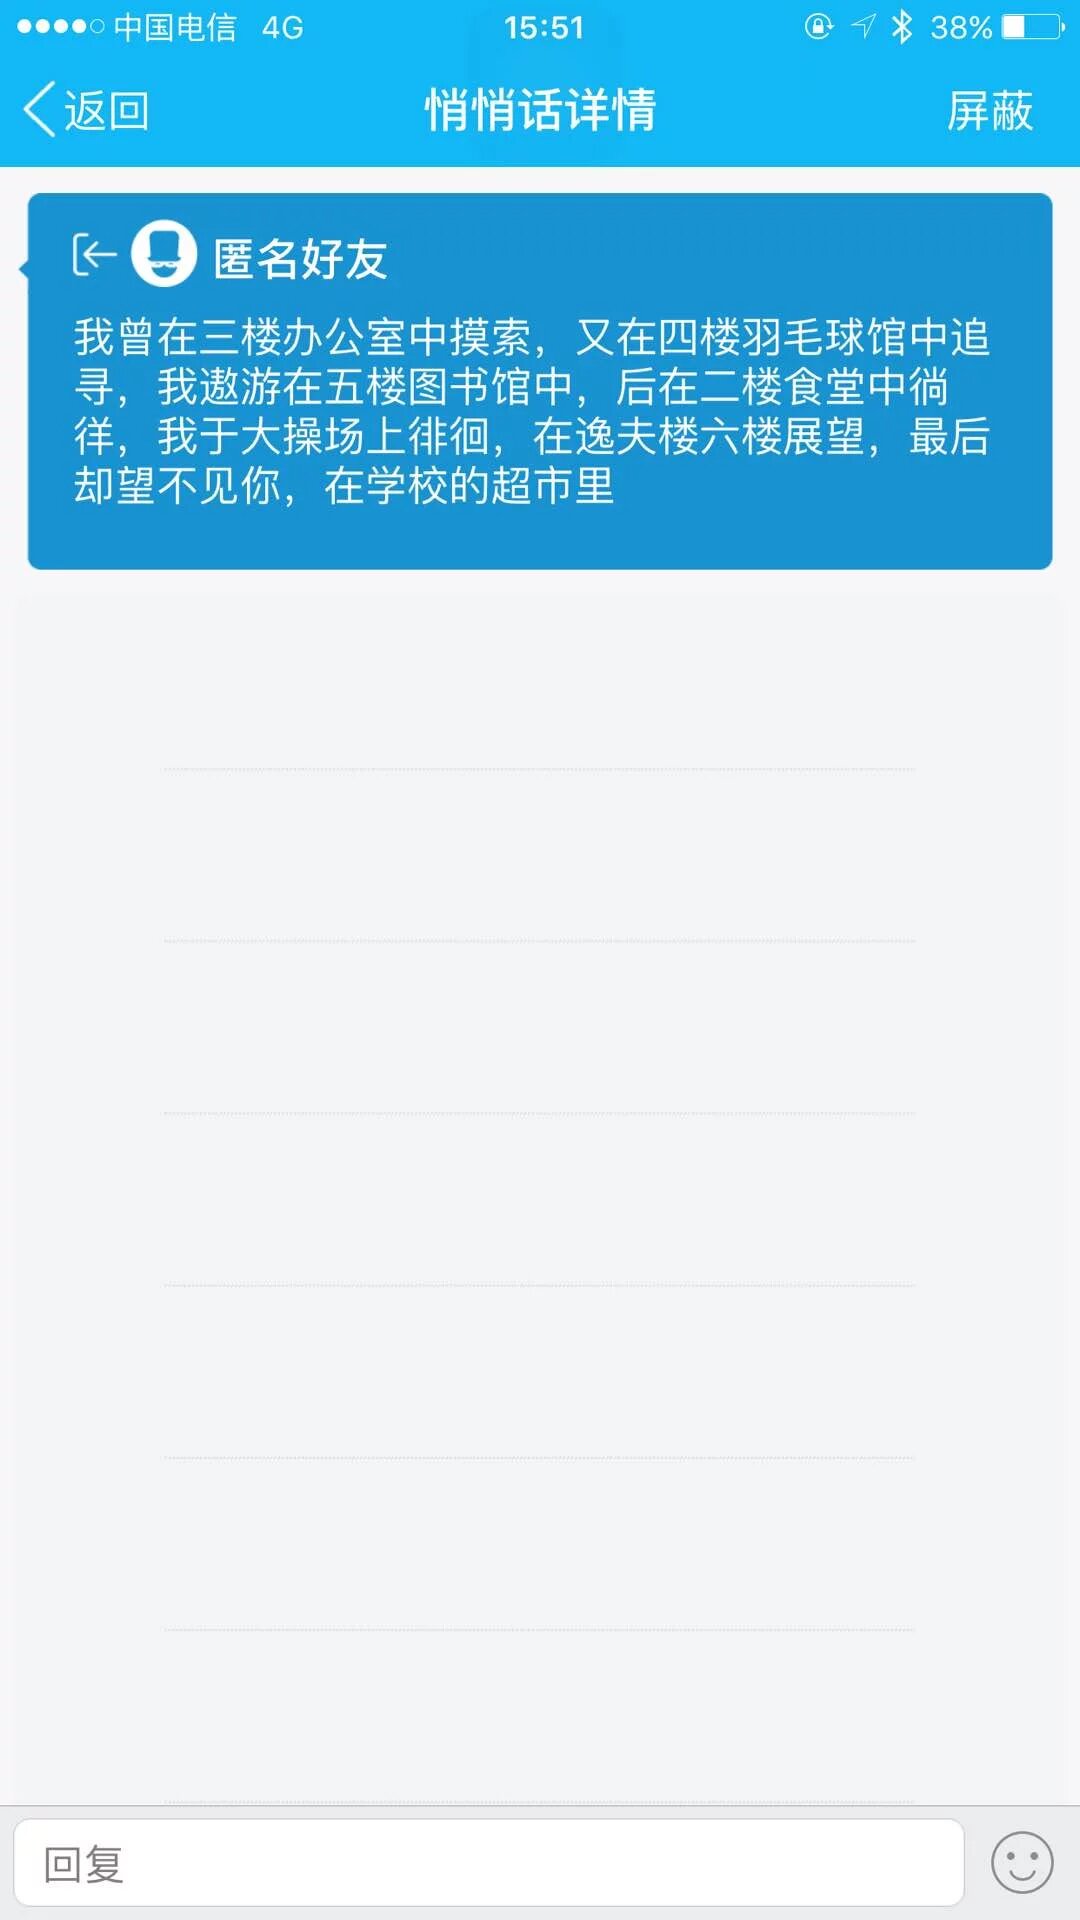 中国电信 4G 15:51 38%
返回 悄悄话详情 屏蔽
匿名好友
我曾在三楼办公室中摸索，又在四楼羽毛球馆中追
寻，我遨游在五楼图书馆中，后在二楼食堂中徜
徉，我于大操场上徘徊，在逸夫楼六楼展望，最后
却望不见你，在学校的超市里
回复